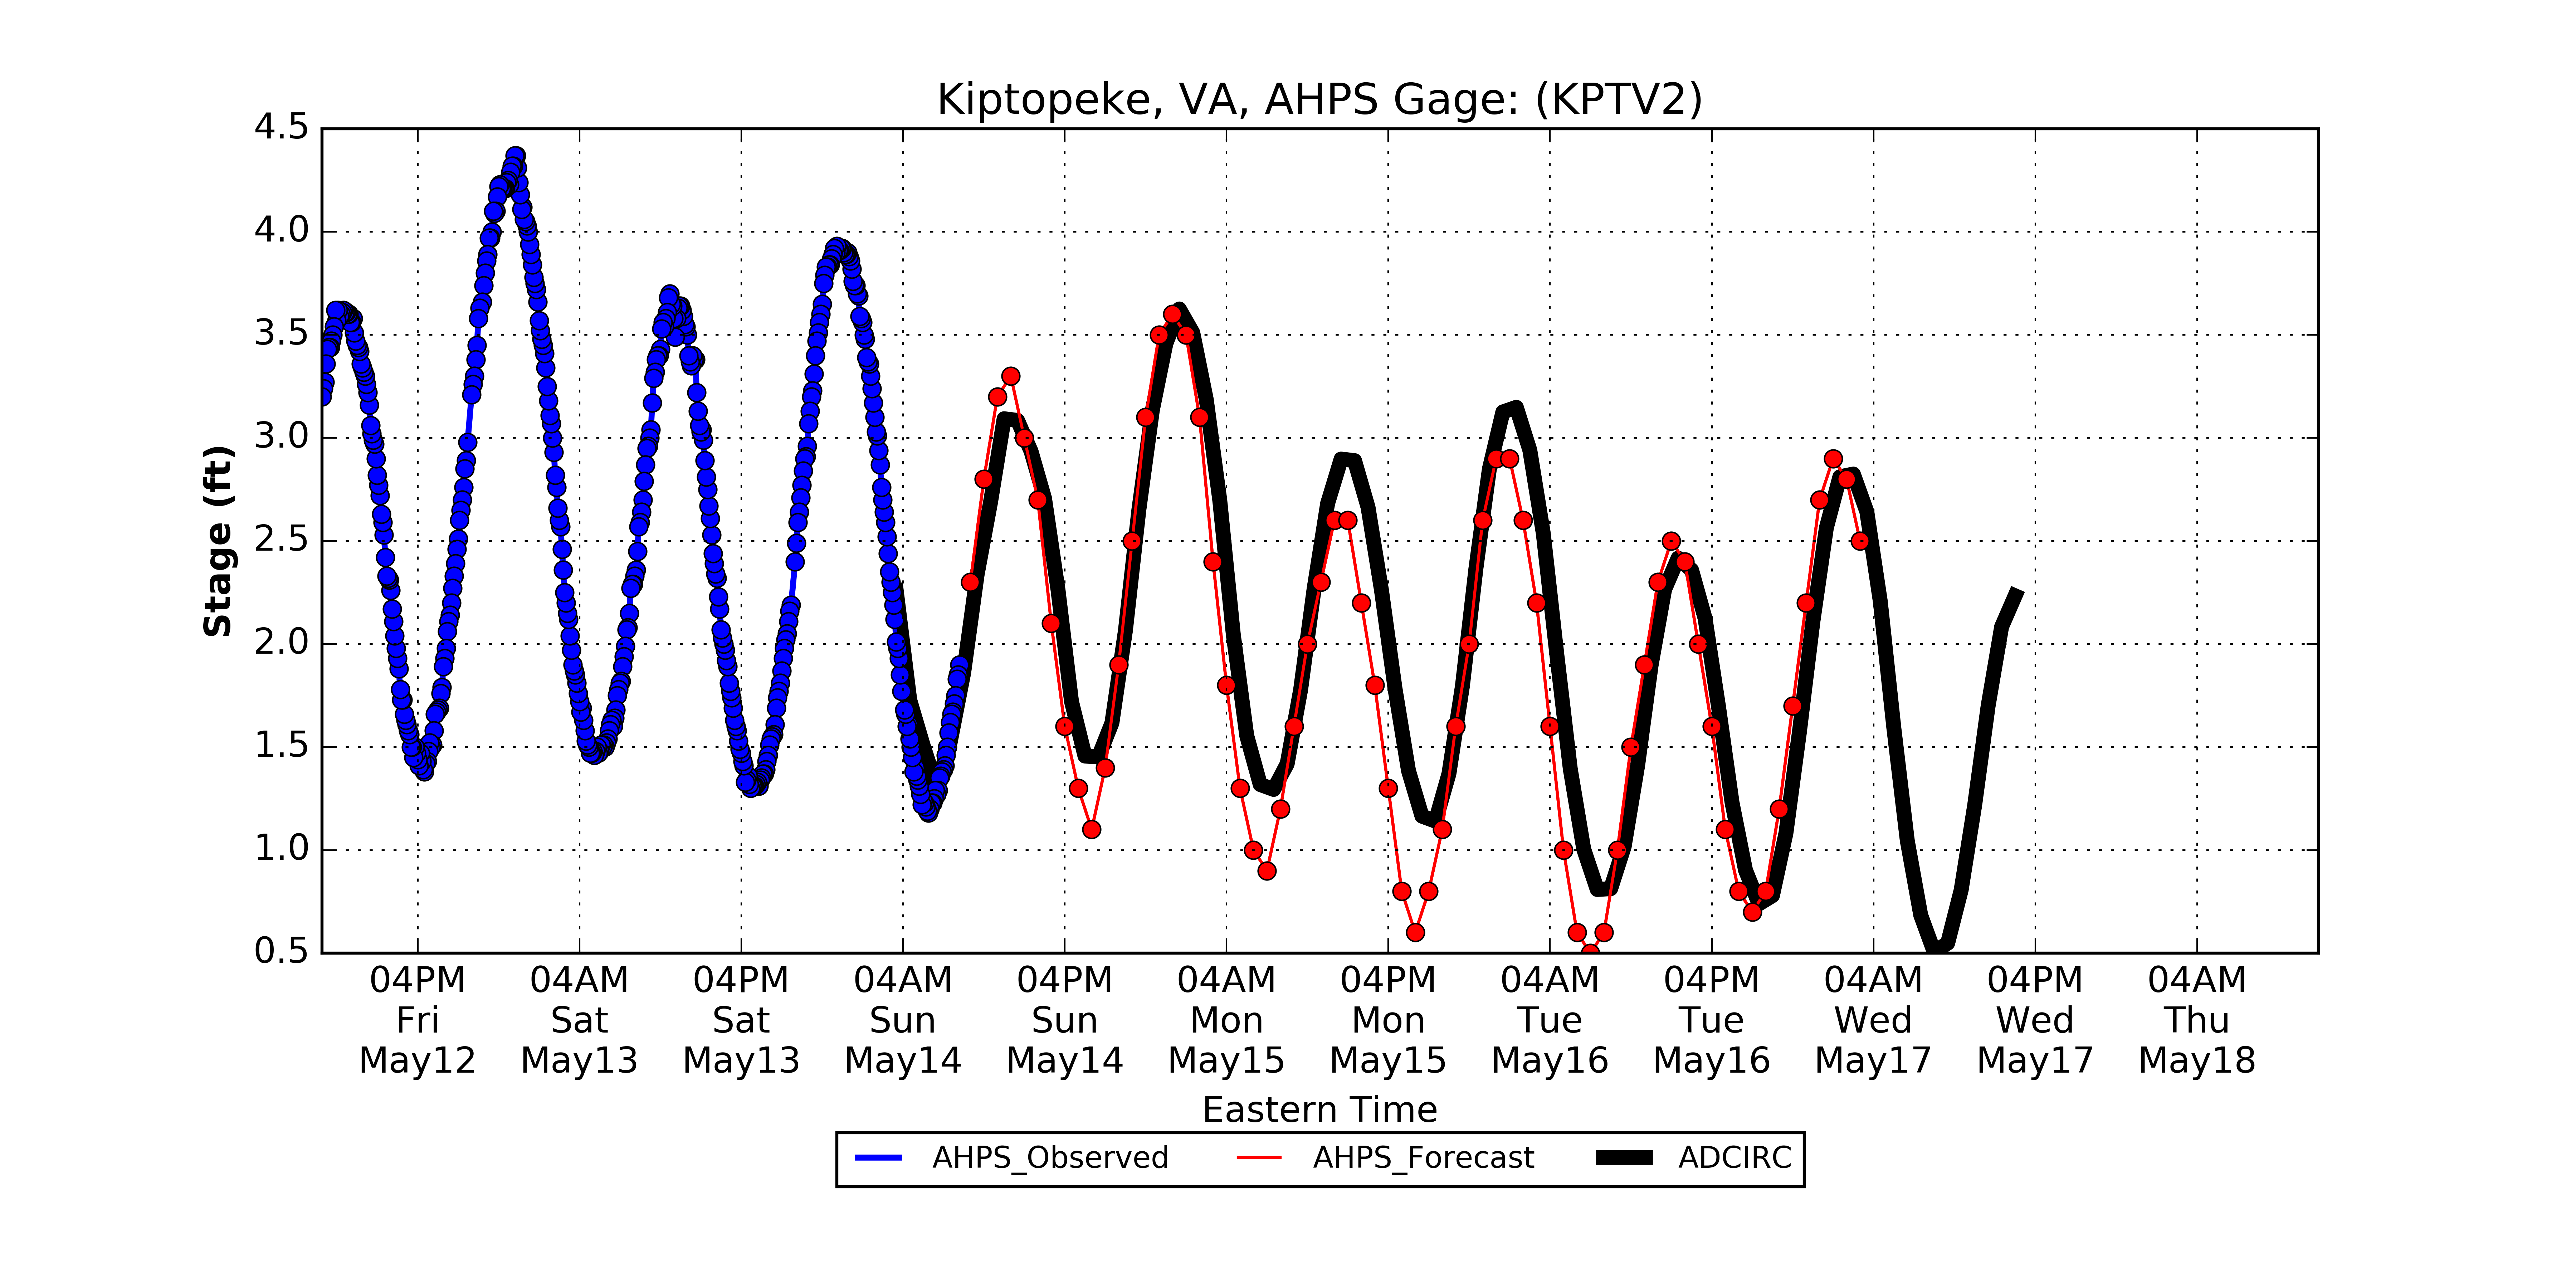 Kiptopeke, VA, AHPS Gage: (KPTV2)
4.5
4.0
3.5
3.0
2.5
2.0
1.5
1.0
0.5
Stage (ft)
04PM 04AM 04PM 04AM 04PM 04AM 04PM 04AM 04PM 04AM 04PM 04AM
Fri Sat Sat Sun Sun Mon Mon Tue Tue Wed Wed Thu
May12 May13 May13 May14 May14 May15 May15 May16 May16 May17 May17 May18
Eastern Time
AHPS_Observed AHPS_Forecast ADCIRC